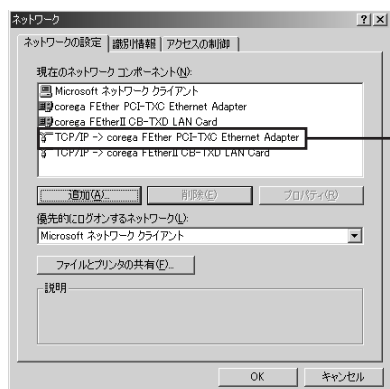 ネットワーク
ネットワークの設定 識別情報 アクセスの制御
現在のネットワーク コンポーネント(N):
Microsoft ネットワーク クライアント
corega FEther PCI-TXC Ethernet Adapter
corega FEtherII CB-TXD LAN Card
TCP/IP -> corega FEther PCI-TXC Ethernet Adapter
TCP/IP -> corega FEtherII CB-TXD LAN Card
追加(A)... 削除(E) プロパティ(R)
優先的にログオンするネットワーク(L):
Microsoft ネットワーク クライアント
ファイルとプリンタの共有(F)...
説明
OK キャンセル